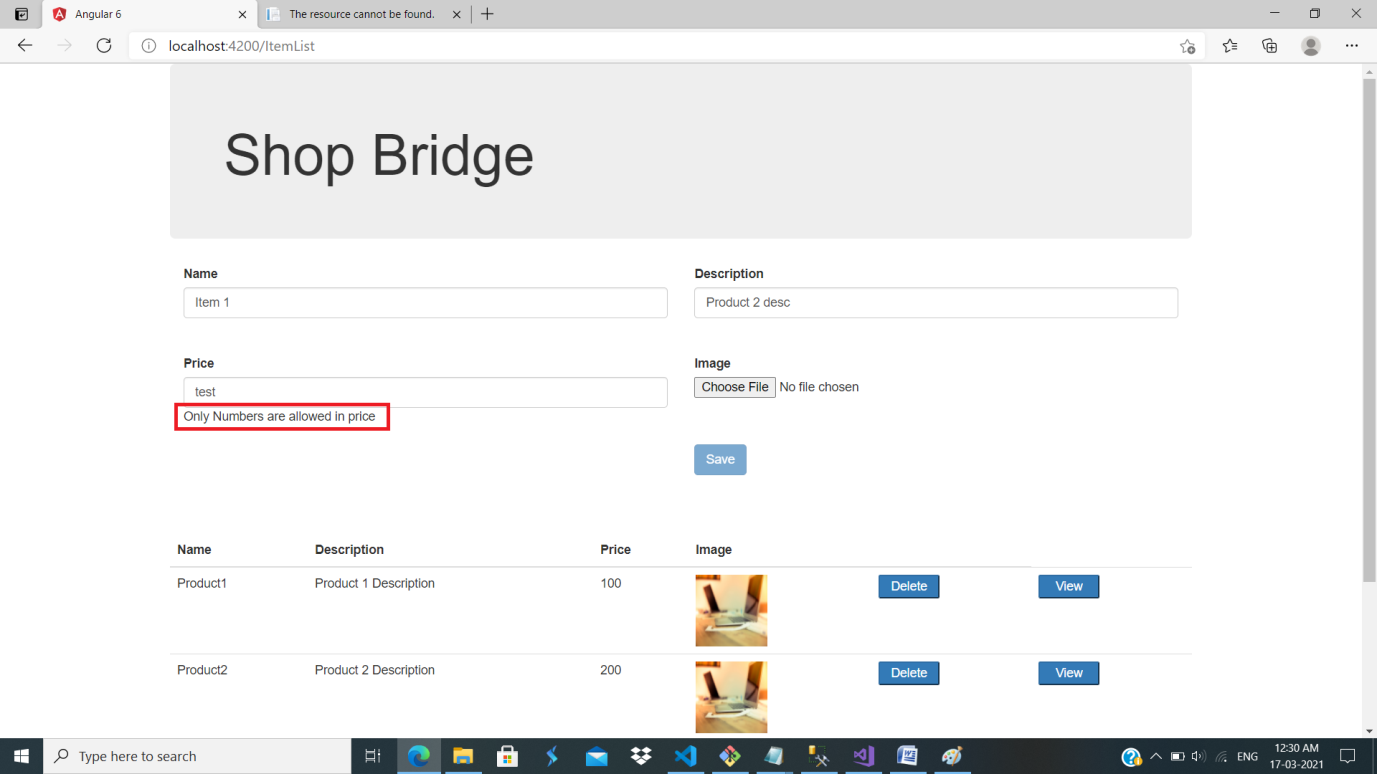 Angular 6
The resource cannot be found.
localhost:4200/ItemList
Shop Bridge
Name
Description
Item 1
Product 2 desc
Price
Image
test
Choose File No file chosen
Only Numbers are allowed in price
Save
Name Description Price Image
Product1 Product 1 Description 100 Delete View
Product2 Product 2 Description 200 Delete View
Type here to search
ENG
12:30 AM
17-03-2021